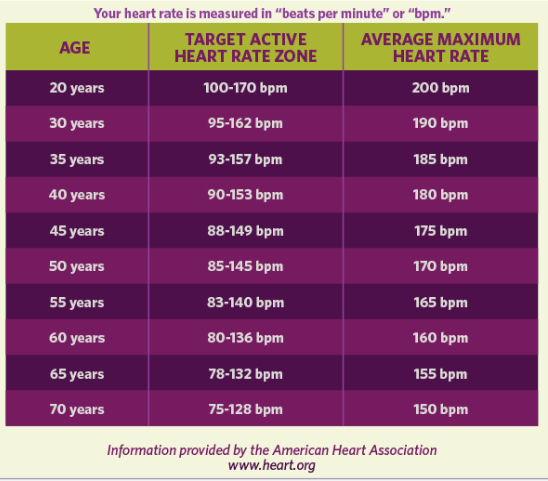 Your heart rate is measured in “beats per minute” or “bpm.”
AGE
TARGET ACTIVE
HEART RATE ZONE
AVERAGE MAXIMUM
HEART RATE
20 years 100-170 bpm 200 bpm
30 years 95-162 bpm 190 bpm
35 years 93-157 bpm 185 bpm
40 years 90-153 bpm 180 bpm
45 years 88-149 bpm 175 bpm
50 years 85-145 bpm 170 bpm
55 years 83-140 bpm 165 bpm
60 years 80-136 bpm 160 bpm
65 years 78-132 bpm 155 bpm
70 years 75-128 bpm 150 bpm
Information provided by the American Heart Association
www.heart.org